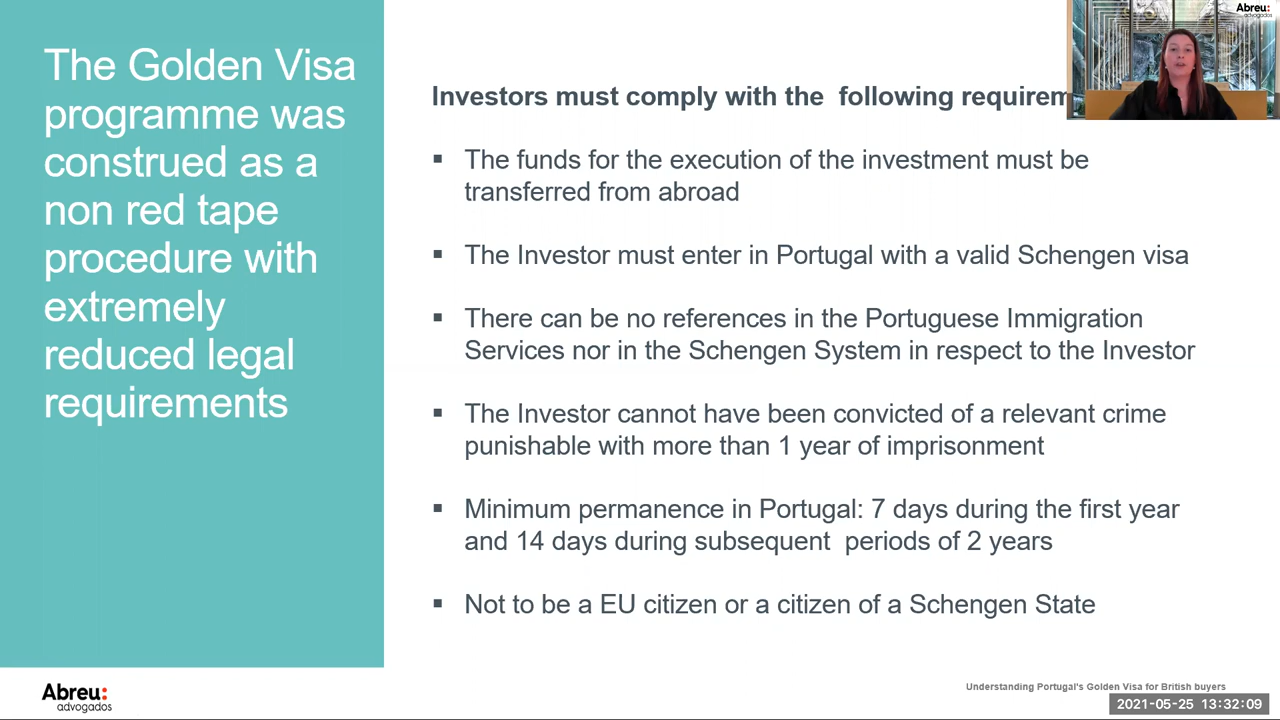 The Golden Visa
programme was
construed as a
non red tape
procedure with
extremely
reduced legal
requirements
Investors must comply with the  following requirem
▪ The funds for the execution of the investment must be
transferred from abroad
▪ The Investor must enter in Portugal with a valid Schengen visa
▪ There can be no references in the Portuguese Immigration
Services nor in the Schengen System in respect to the Investor
▪ The Investor cannot have been convicted of a relevant crime
punishable with more than 1 year of imprisonment
▪ Minimum permanence in Portugal: 7 days during the first year
and 14 days during subsequent  periods of 2 years
▪ Not to be a EU citizen or a citizen of a Schengen State
Abreu:
advogados
Abreu:
advogados
Understanding Portugal's Golden Visa for British buyers
2021-05-25 13:32:09